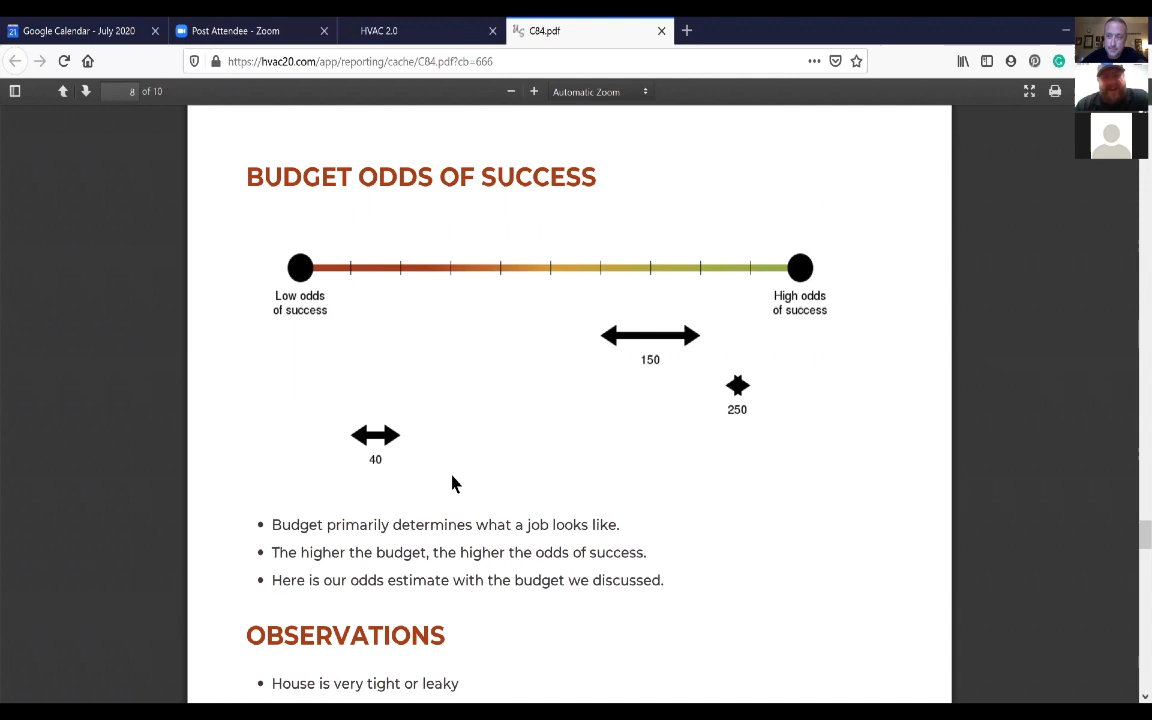 Google Calendar - July 2020
Post Attendee - Zoom
HVAC 2.0
C84.pdf
https://hvac20.com/app/reporting/cache/C84.pdf?cb=666
8 of 10
Automatic Zoom
BUDGET ODDS OF SUCCESS
Low odds
of success
High odds
of success
150
250
40
• Budget primarily determines what a job looks like.
• The higher the budget, the higher the odds of success.
• Here is our odds estimate with the budget we discussed.
OBSERVATIONS
• House is very tight or leaky